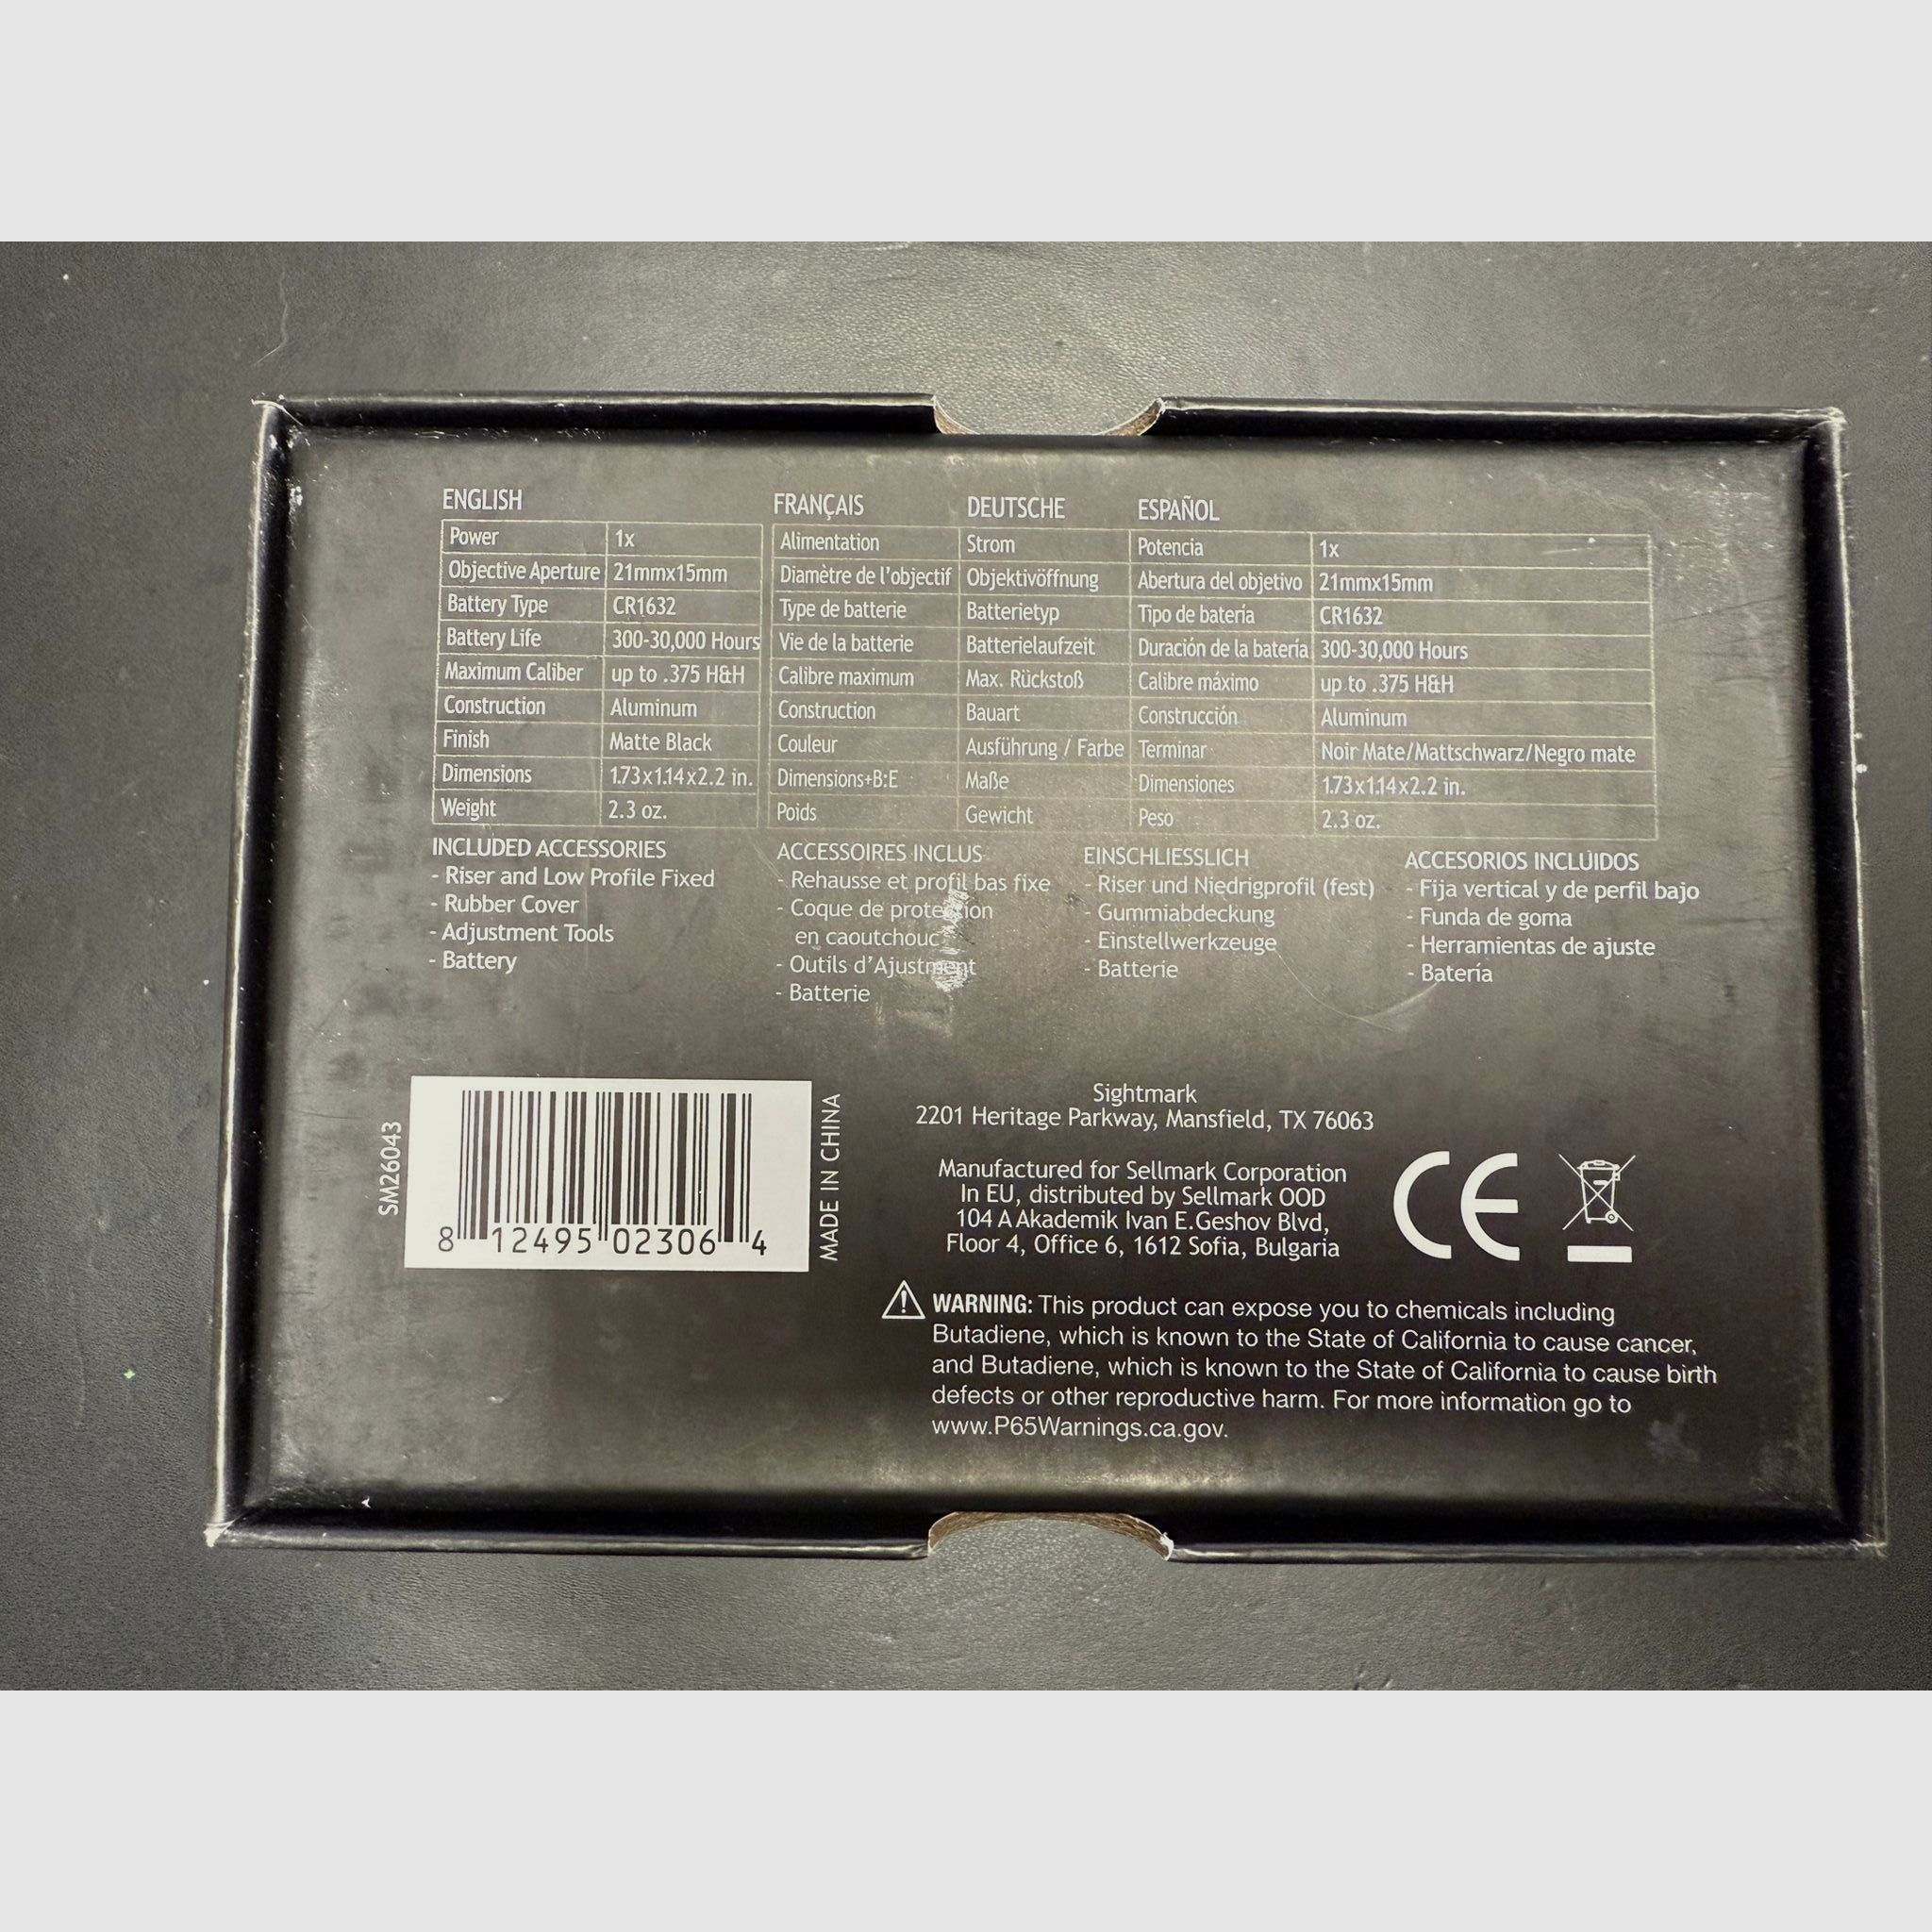 ENGLISH
Power 1x
Objective Aperture 21mmx15mm
Battery Type CR1632
Battery Life 300-30,000 Hours
Maximum Caliber up to .375 H&H
Construction Aluminum
Finish Matte Black
Dimensions 1.73x1.14x2.2 in.
Weight 2.3 oz.
FRANÇAIS DEUTSCHE ESPAÑOL
Alimentation Strom Potencia 1x
Diamètre de l'objectif Objektivöffnung Abertura del objetivo 21mmx15mm
Type de batterie Batterietyp Tipo de batería CR1632
Vie de la batterie Batterielaufzeit Duración de la batería 300-30,000 Hours
Calibre maximum Max. Rückstoß Calibre máximo up to .375 H&H
Construction Bauart Construcción Aluminum
Couleur Ausführung / Farbe Terminar Noir Mate/Mattschwarz/Negro mate
Dimensions+B:E Maße Dimensiones 1.73x1.14x2.2 in.
Poids Gewicht Peso 2.3 oz.
INCLUDED ACCESSORIES
- Riser and Low Profile Fixed
- Rubber Cover
- Adjustment Tools
- Battery
ACCESSOIRES INCLUS
- Rehausse et profil bas fixe
- Coque de protection
en caoutchouc
- Outils d'Ajustment
- Batterie
EINSCHLIESSLICH
- Riser und Niedrigprofil (fest)
- Gummiabdeckung
- Einstellwerkzeuge
- Batterie
ACCESORIOS INCLUIDOS
- Fija vertical y de perfil bajo
- Funda de goma
- Herramientas de ajuste
- Batería
SM26043
8 12495 02306 4
MADE IN CHINA
Sightmark
2201 Heritage Parkway, Mansfield, TX 76063
Manufactured for Sellmark Corporation
In EU, distributed by Sellmark OOD
104 A Akademik Ivan E.Geshov Blvd,
Floor 4, Office 6, 1612 Sofia, Bulgaria
CE
WARNING: This product can expose you to chemicals including
Butadiene, which is known to the State of California to cause cancer,
and Butadiene, which is known to the State of California to cause birth
defects or other reproductive harm. For more information go to
www.P65Warnings.ca.gov.